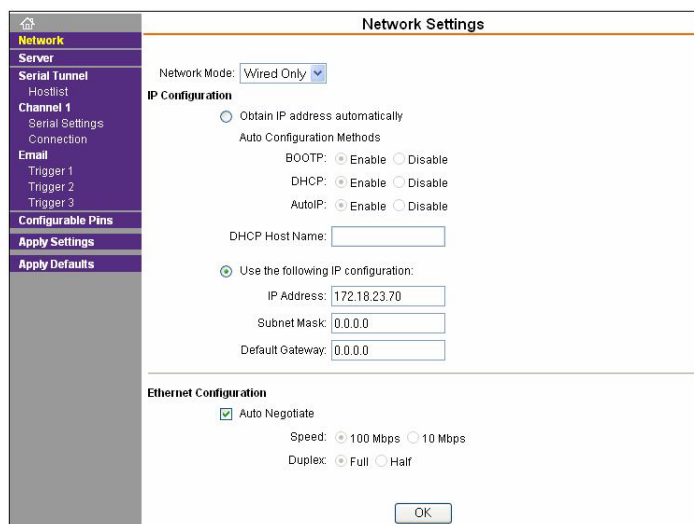 Network Settings
Network
Server
Serial Tunnel
Hostlist
Channel 1
Serial Settings
Connection
Email
Trigger 1
Trigger 2
Trigger 3
Configurable Pins
Apply Settings
Apply Defaults
Network Mode: Wired Only
IP Configuration
Obtain IP address automatically
Auto Configuration Methods
BOOTP: Enable Disable
DHCP: Enable Disable
AutoIP: Enable Disable
DHCP Host Name:
Use the following IP configuration:
IP Address: 172.18.23.70
Subnet Mask: 0.0.0.0
Default Gateway: 0.0.0.0
Ethernet Configuration
Auto Negotiate
Speed: 100 Mbps 10 Mbps
Duplex: Full Half
OK